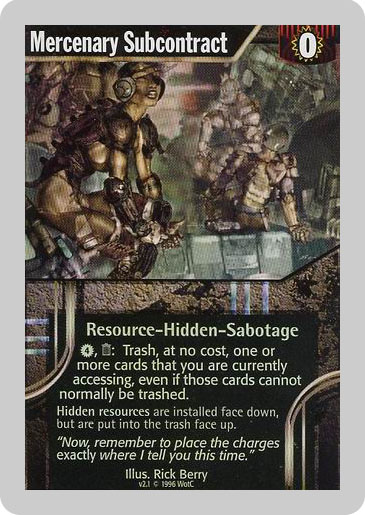 Mercenary Subcontract
0
Resource-Hidden-Sabotage
4, : Trash, at no cost, one or
more cards that you are currently
accessing, even if those cards cannot
normally be trashed.
Hidden resources are installed face down,
but are put into the trash face up.
"Now, remember to place the charges
exactly where I tell you this time."
Illus. Rick Berry
v2.1 © 1996 WotC